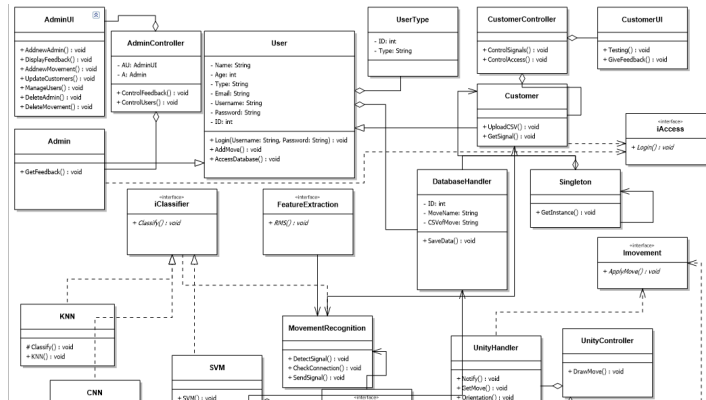 AdminUI
+ AddnewAdmin() : void
+ DisplayFeedback() : void
+ AddnewMovement() : void
+ UpdateCustomers() : void
+ ManageUsers() : void
+ DeleteAdmin() : void
+ DeleteMovement() : void
AdminController
- AU: AdminUI
- A: Admin
+ ControlFeedback() : void
+ ControlUsers() : void
User
- Name: String
- Age: int
- Type: String
- Email: String
- Username: String
- Password: String
- ID: int
+ Login(Username: String, Password: String) : void
+ AddMove() : void
+ AccessDatabase() : void
UserType
- ID: int
- Type: String
CustomerController
+ ControlSignals() : void
+ ControlAccess() : void
CustomerUI
+ Testing() : void
+ GiveFeedback() : void
Customer
+ UploadCSV() : void
+ GetSignal() : void
«interface»
iAccess
+ Login() : void
Admin
+ GetFeedback() : void
«interface»
iClassifier
+ Classify() : void
«interface»
FeatureExtraction
+ RMS() : void
DatabaseHandler
- ID: int
- MoveName: String
- CSVofMove: String
+ SaveData() : void
Singleton
+ GetInstance() : void
«interface»
Imovement
+ ApplyMove() : void
KNN
# Classify() : void
+ KNN() : void
CNN
SVM
+ SVM() : void
MovementRecognition
+ DetectSignal() : void
+ CheckConnection() : void
+ SendSignal() : void
«interface»
UnityHandler
+ Notify() : void
+ GetMove() : void
+ Orientation() : void
UnityController
+ DrawMove() : void